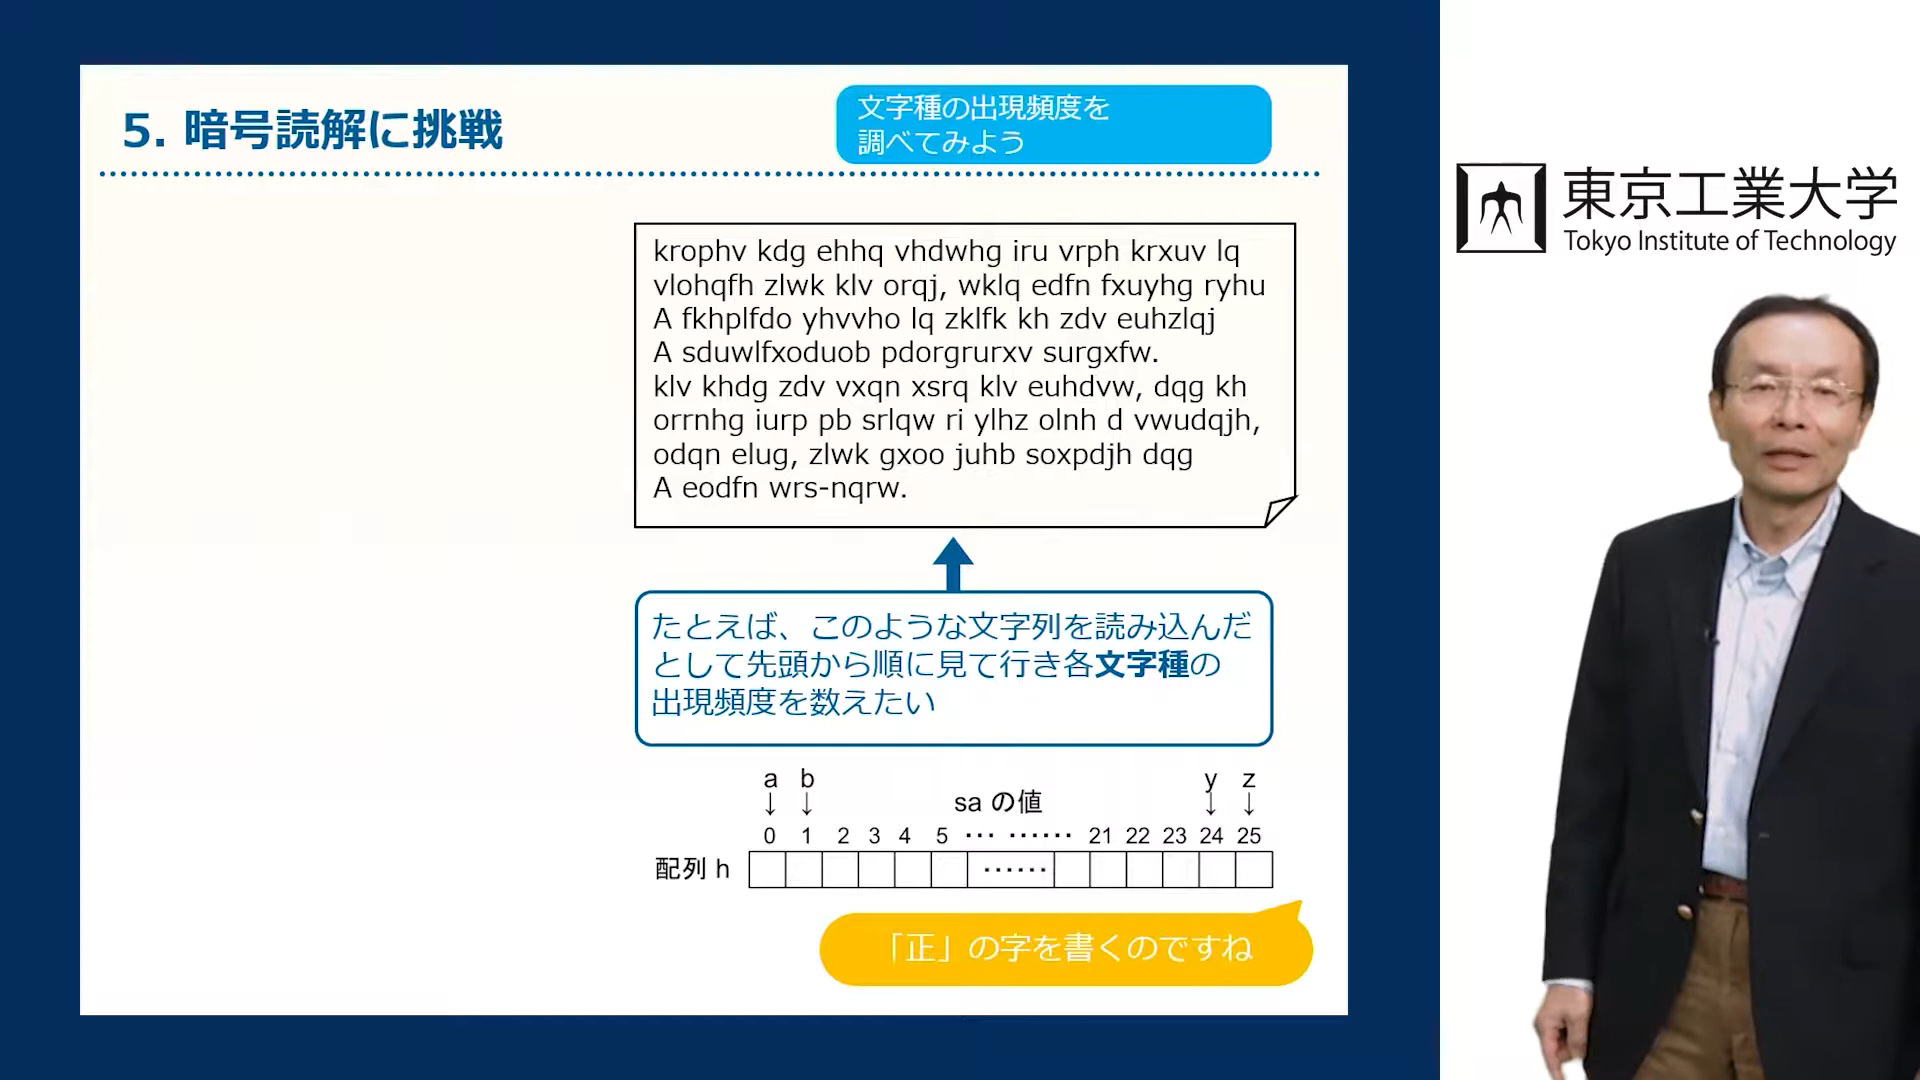 5. 暗号読解に挑戦
文字種の出現頻度を
調べてみよう
krophv kdg ehhq vhdwhg iru vrph krxuv lq
vlohqfh zlwk klv orqj, wklq edfn fxuyhg ryhu
A fkhplfdo yhvvho lq zklfk kh zdv euhzlqj
A sduwlfxoduob pdorgrurxv surgxfw.
klv khdg zdv vxqn xsrq klv euhdvw, dqg kh
orrnhg iurp pb srlqw ri ylhz olnh d vwudqjh,
odqn elug, zlwk gxoo juhb soxpdjh dqg
A eodfn wrs-nqrw.
たとえば、このような文字列を読み込んだ
として先頭から順に見て行き各文字種の
出現頻度を数えたい
a b y z
↓ ↓ sa の値 ↓ ↓
0 1 2 3 4 5 … …… 21 22 23 24 25
配列 h ……
「正」の字を書くのですね
東京工業大学
Tokyo Institute of Technology